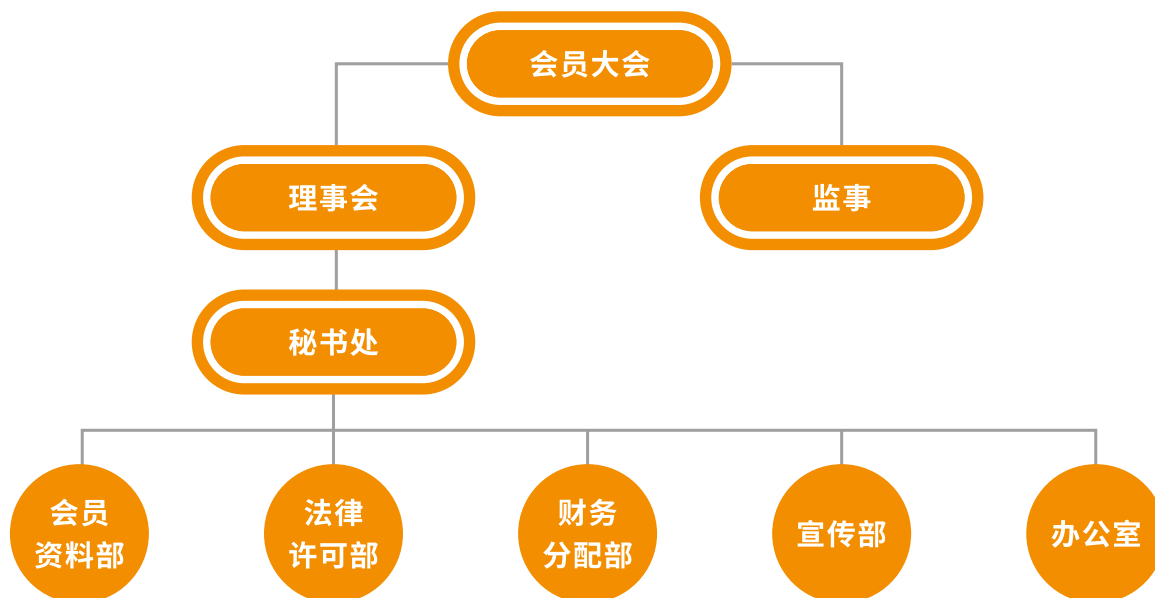 会员大会
理事会
监事
秘书处
会员
资料部
法律
许可部
财务
分配部
宣传部
办公室